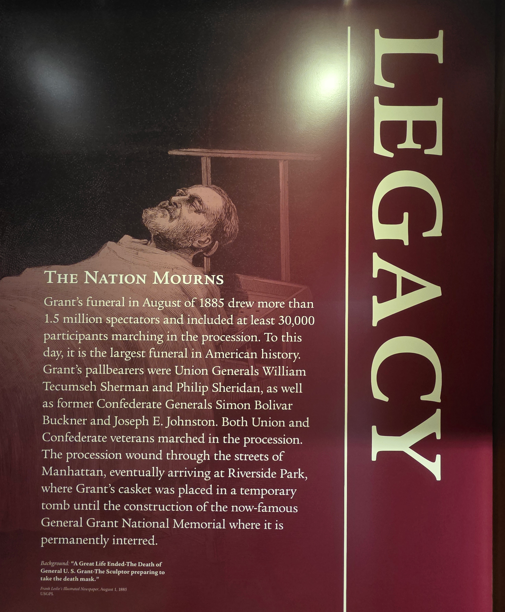 LEGACY
THE NATION MOURNS
Grant's funeral in August of 1885 drew more than
1.5 million spectators and included at least 30,000
participants marching in the procession. To this
day, it is the largest funeral in American history.
Grant's pallbearers were Union Generals William
Tecumseh Sherman and Philip Sheridan, as well
as former Confederate Generals Simon Bolivar
Buckner and Joseph E. Johnston. Both Union and
Confederate veterans marched in the procession.
The procession wound through the streets of
Manhattan, eventually arriving at Riverside Park,
where Grant's casket was placed in a temporary
tomb until the construction of the now-famous
General Grant National Memorial where it is
permanently interred.
Background: "A Great Life Ended-The Death of
General U. S. Grant-The Sculptor preparing to
take the death mask."
Frank Leslie's Illustrated Newspaper, August 1, 1885